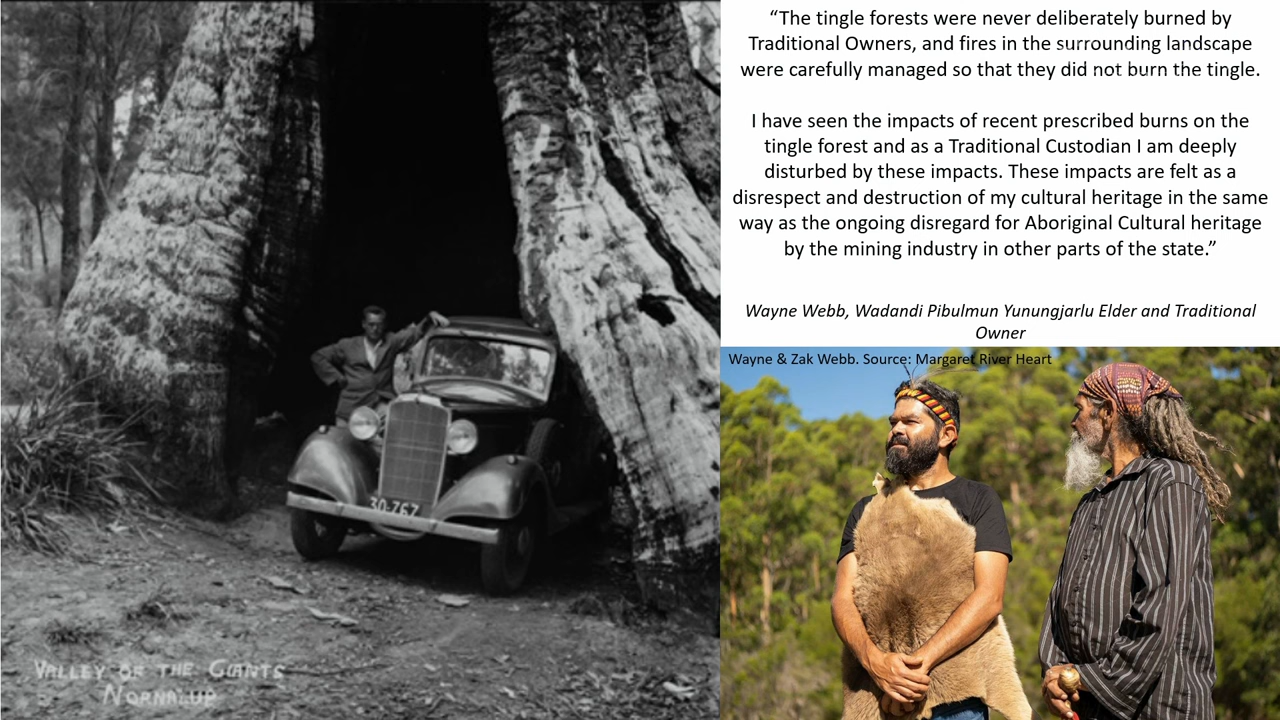 “The tingle forests were never deliberately burned by
Traditional Owners, and fires in the surrounding landscape
were carefully managed so that they did not burn the tingle.
I have seen the impacts of recent prescribed burns on the
tingle forest and as a Traditional Custodian I am deeply
disturbed by these impacts. These impacts are felt as a
disrespect and destruction of my cultural heritage in the same
way as the ongoing disregard for Aboriginal Cultural heritage
by the mining industry in other parts of the state.”
Wayne Webb, Wadandi Pibulmun Yunungjarlu Elder and Traditional
Owner
Wayne & Zak Webb. Source: Margaret River Heart
30-767
VALLEY OF THE GIANTS
NORNALUP